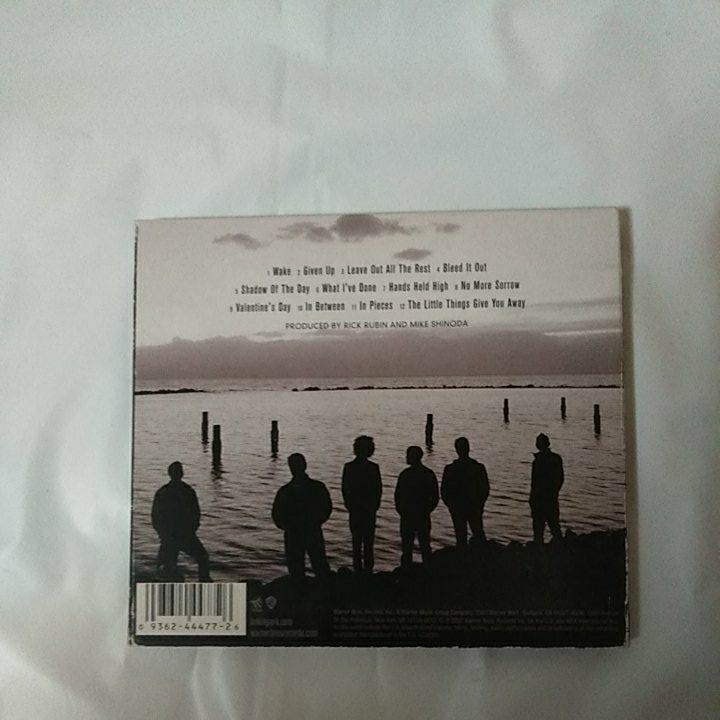 1 Wake 2 Given Up 3 Leave Out All The Rest 4 Bleed It Out
5 Shadow Of The Day 6 What I've Done 7 Hands Held High 8 No More Sorrow
9 Valentine's Day 10 In Between 11 In Pieces 12 The Little Things Give You Away
PRODUCED BY RICK RUBIN AND MIKE SHINODA
0 9362-44477-2 6